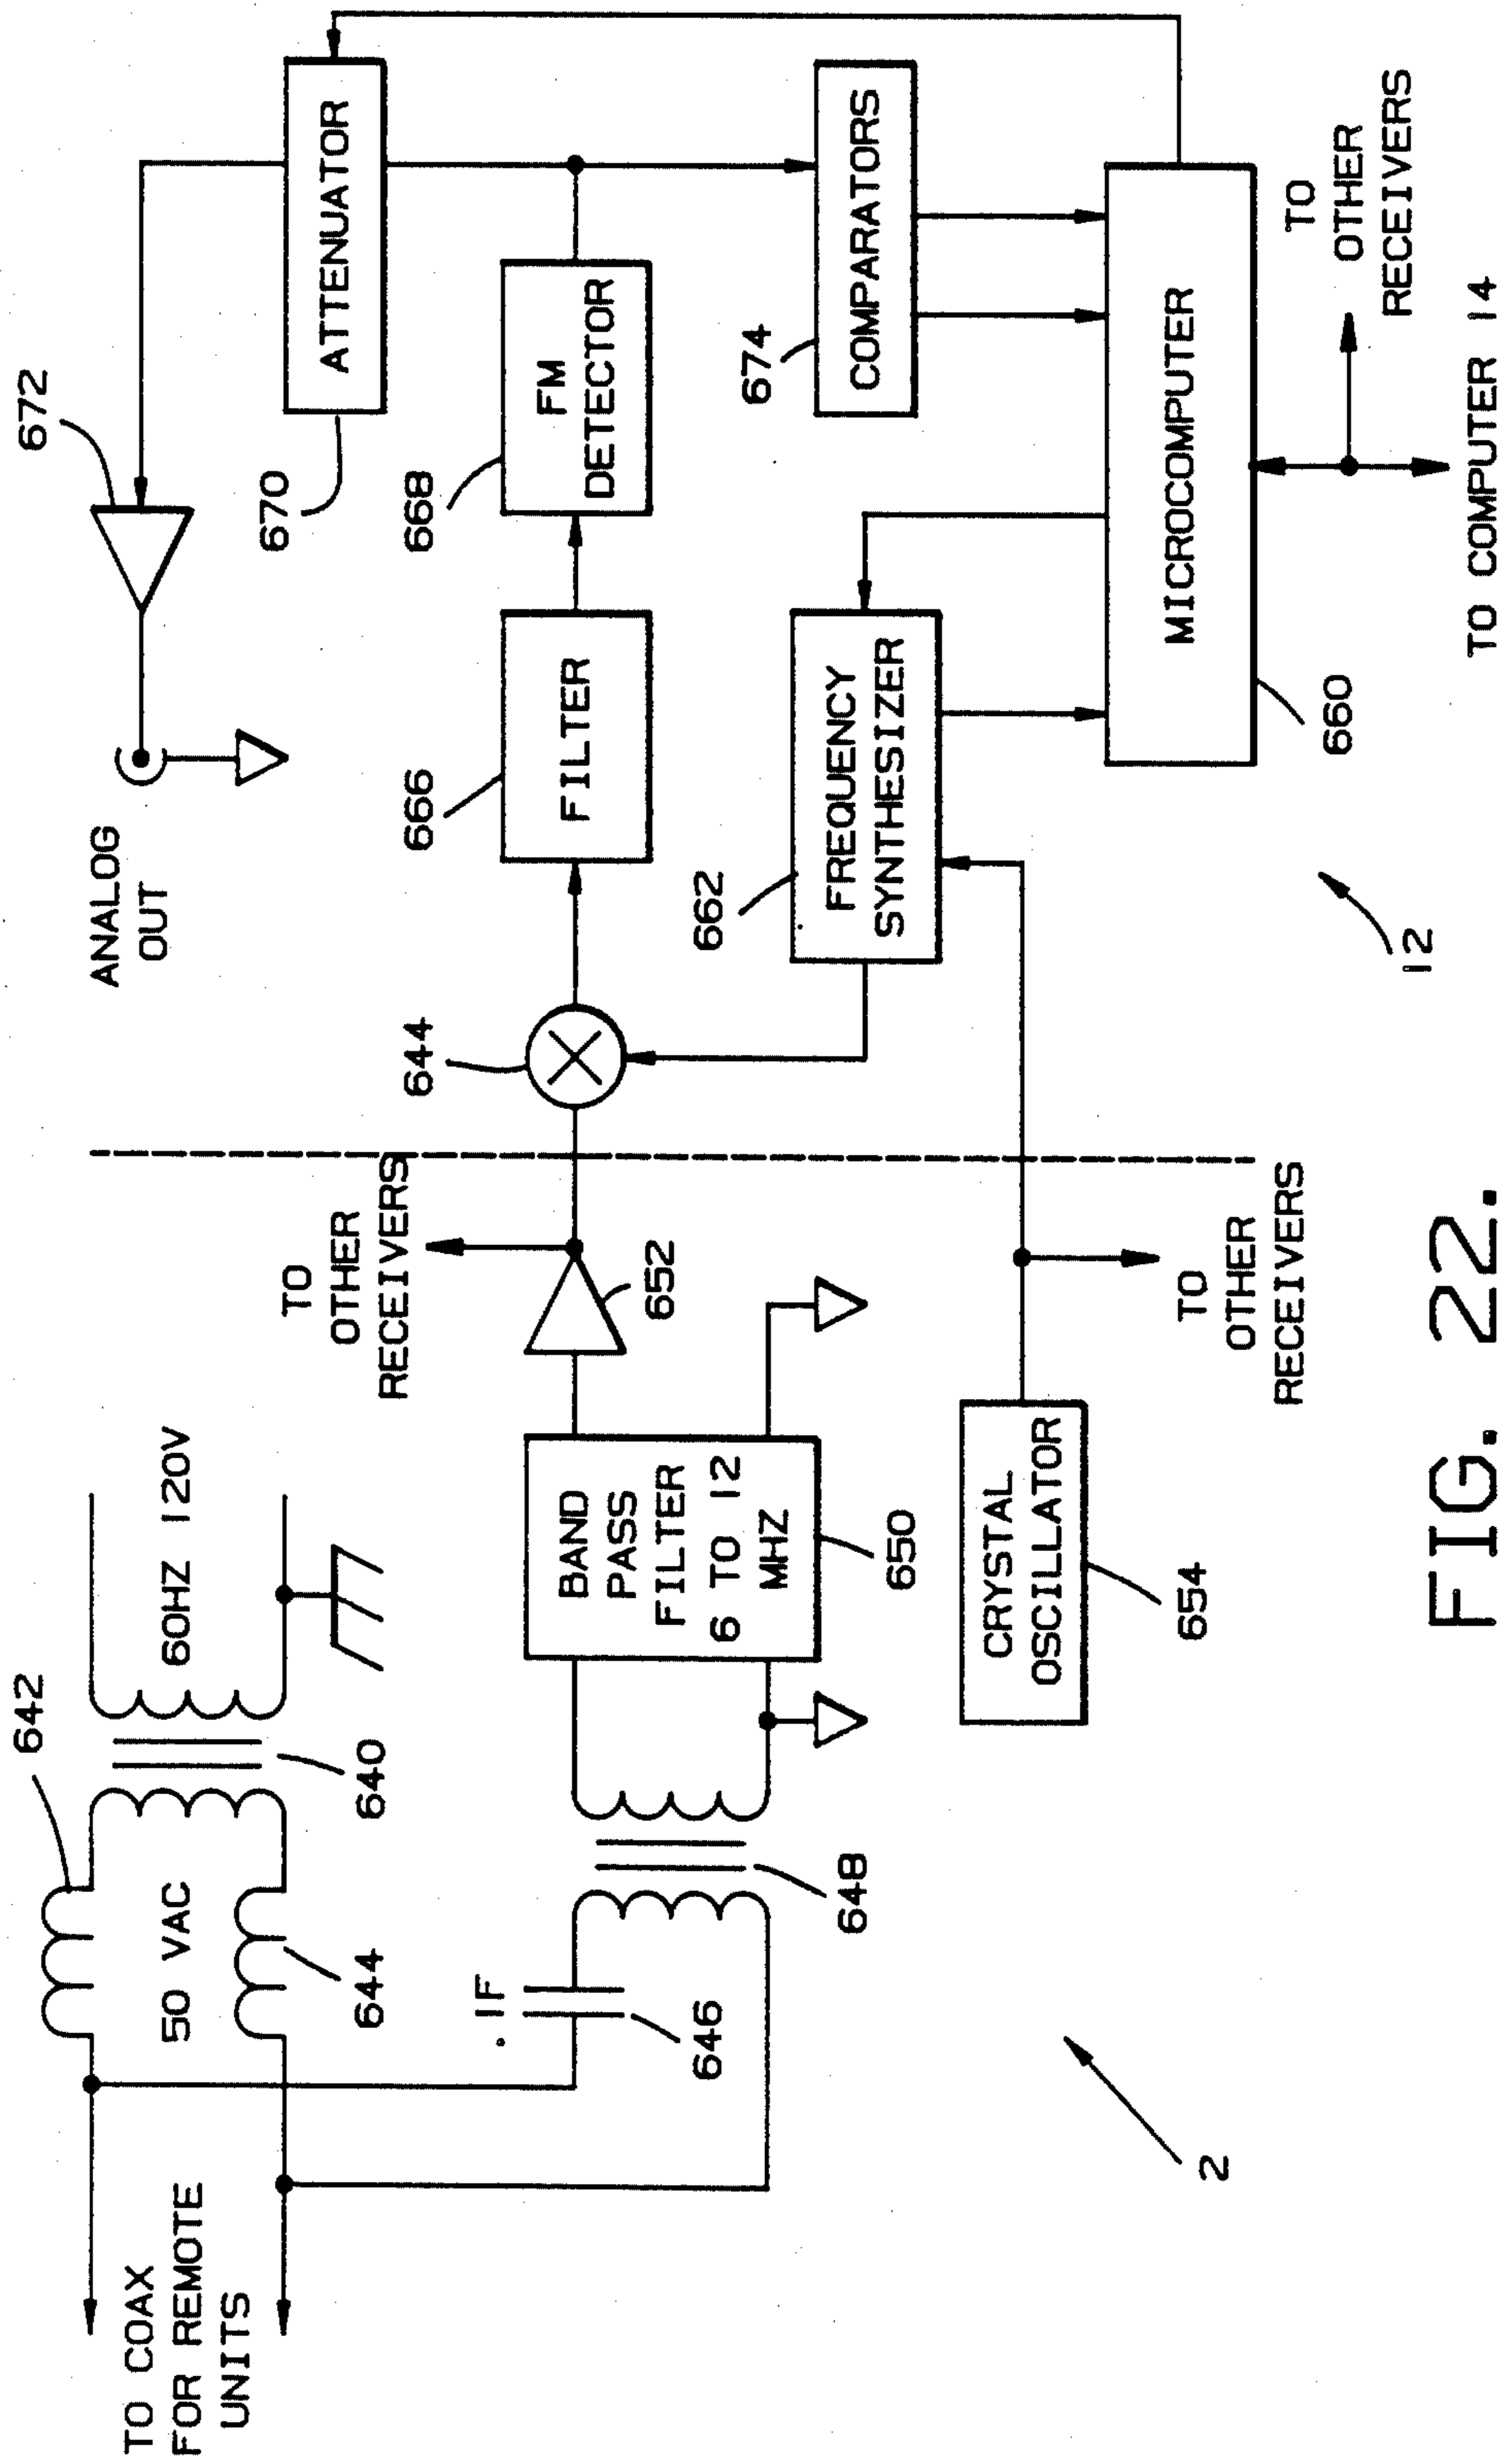 642
60HZ 120V
50 VAC
640
644
TO COAX
FOR REMOTE
UNITS
.1F
646
648
BAND
PASS
FILTER
6 TO 12
MHZ
650
652
TO
OTHER
RECEIVERS
CRYSTAL
OSCILLATOR
654
TO
OTHER
RECEIVERS
2
672
ANALOG
OUT
ATTENUATOR
670
644
FILTER
666
FM
DETECTOR
668
COMPARATORS
674
FREQUENCY
SYNTHESIZER
662
MICROCOMPUTER
660
TO
OTHER
RECEIVERS
TO COMPUTER 14
12
FIG. 22.